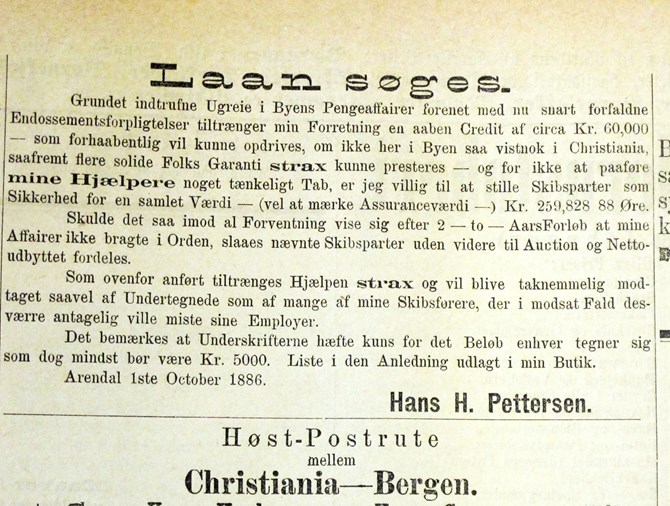 Laan søges.
Grundet indtrufne Ugreie i Byens Pengeaffairer forenet med nu snart forfaldne
Endossementsforpligtelser tiltrænger min Forretning en aaben Credit af circa Kr. 60,000
— som forhaabentlig vil kunne opdrives, om ikke her i Byen saa vistnok i Christiania,
saafremt flere solide Folks Garanti strax kunne presteres — og for ikke at paaføre
mine Hjælpere noget tænkeligt Tab, er jeg villig til at stille Skibsparter som
Sikkerhed for en samlet Værdi — (vel at mærke Assuranceværdi —) Kr. 259,828 88 Øre.
Skulde det saa imod al Forventning vise sig efter 2 — to — AarsForløb at mine
Affairer ikke bragte i Orden, slaaes nævnte Skibsparter uden videre til Auction og Netto-
udbyttet fordeles.
Som ovenfor anført tiltrænges Hjælpen strax og vil blive taknemmelig mod-
taget saavel af Undertegnede som af mange af mine Skibsførere, der i modsat Fald des-
værre antagelig ville miste sine Employer.
Det bemærkes at Underskrifterne hæfte kuns for det Beløb enhver tegner sig
som dog mindst bør være Kr. 5000. Liste i den Anledning udlagt i min Butik.
Arendal 1ste October 1886.
Hans H. Pettersen.
Høst-Postrute
mellem
Christiania—Bergen.